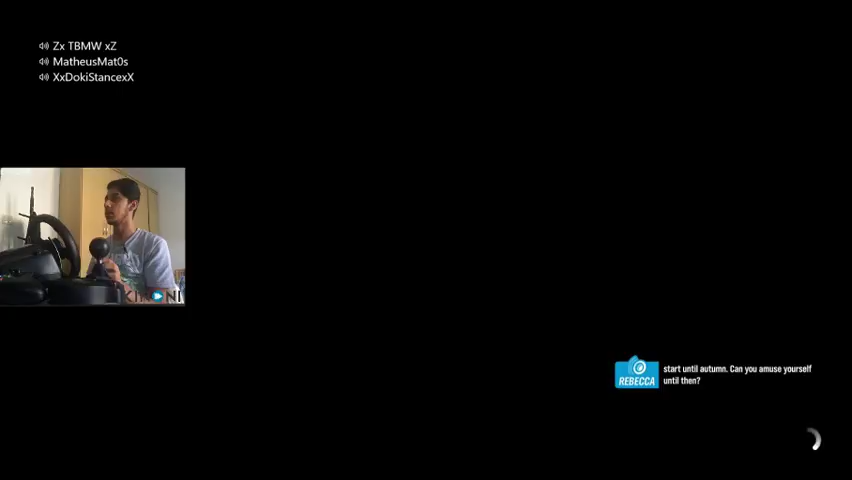 Zx TBMW xZ
MatheusMat0s
XxDokiStancexX
REBECCA
start until autumn. Can you amuse yourself
until then?